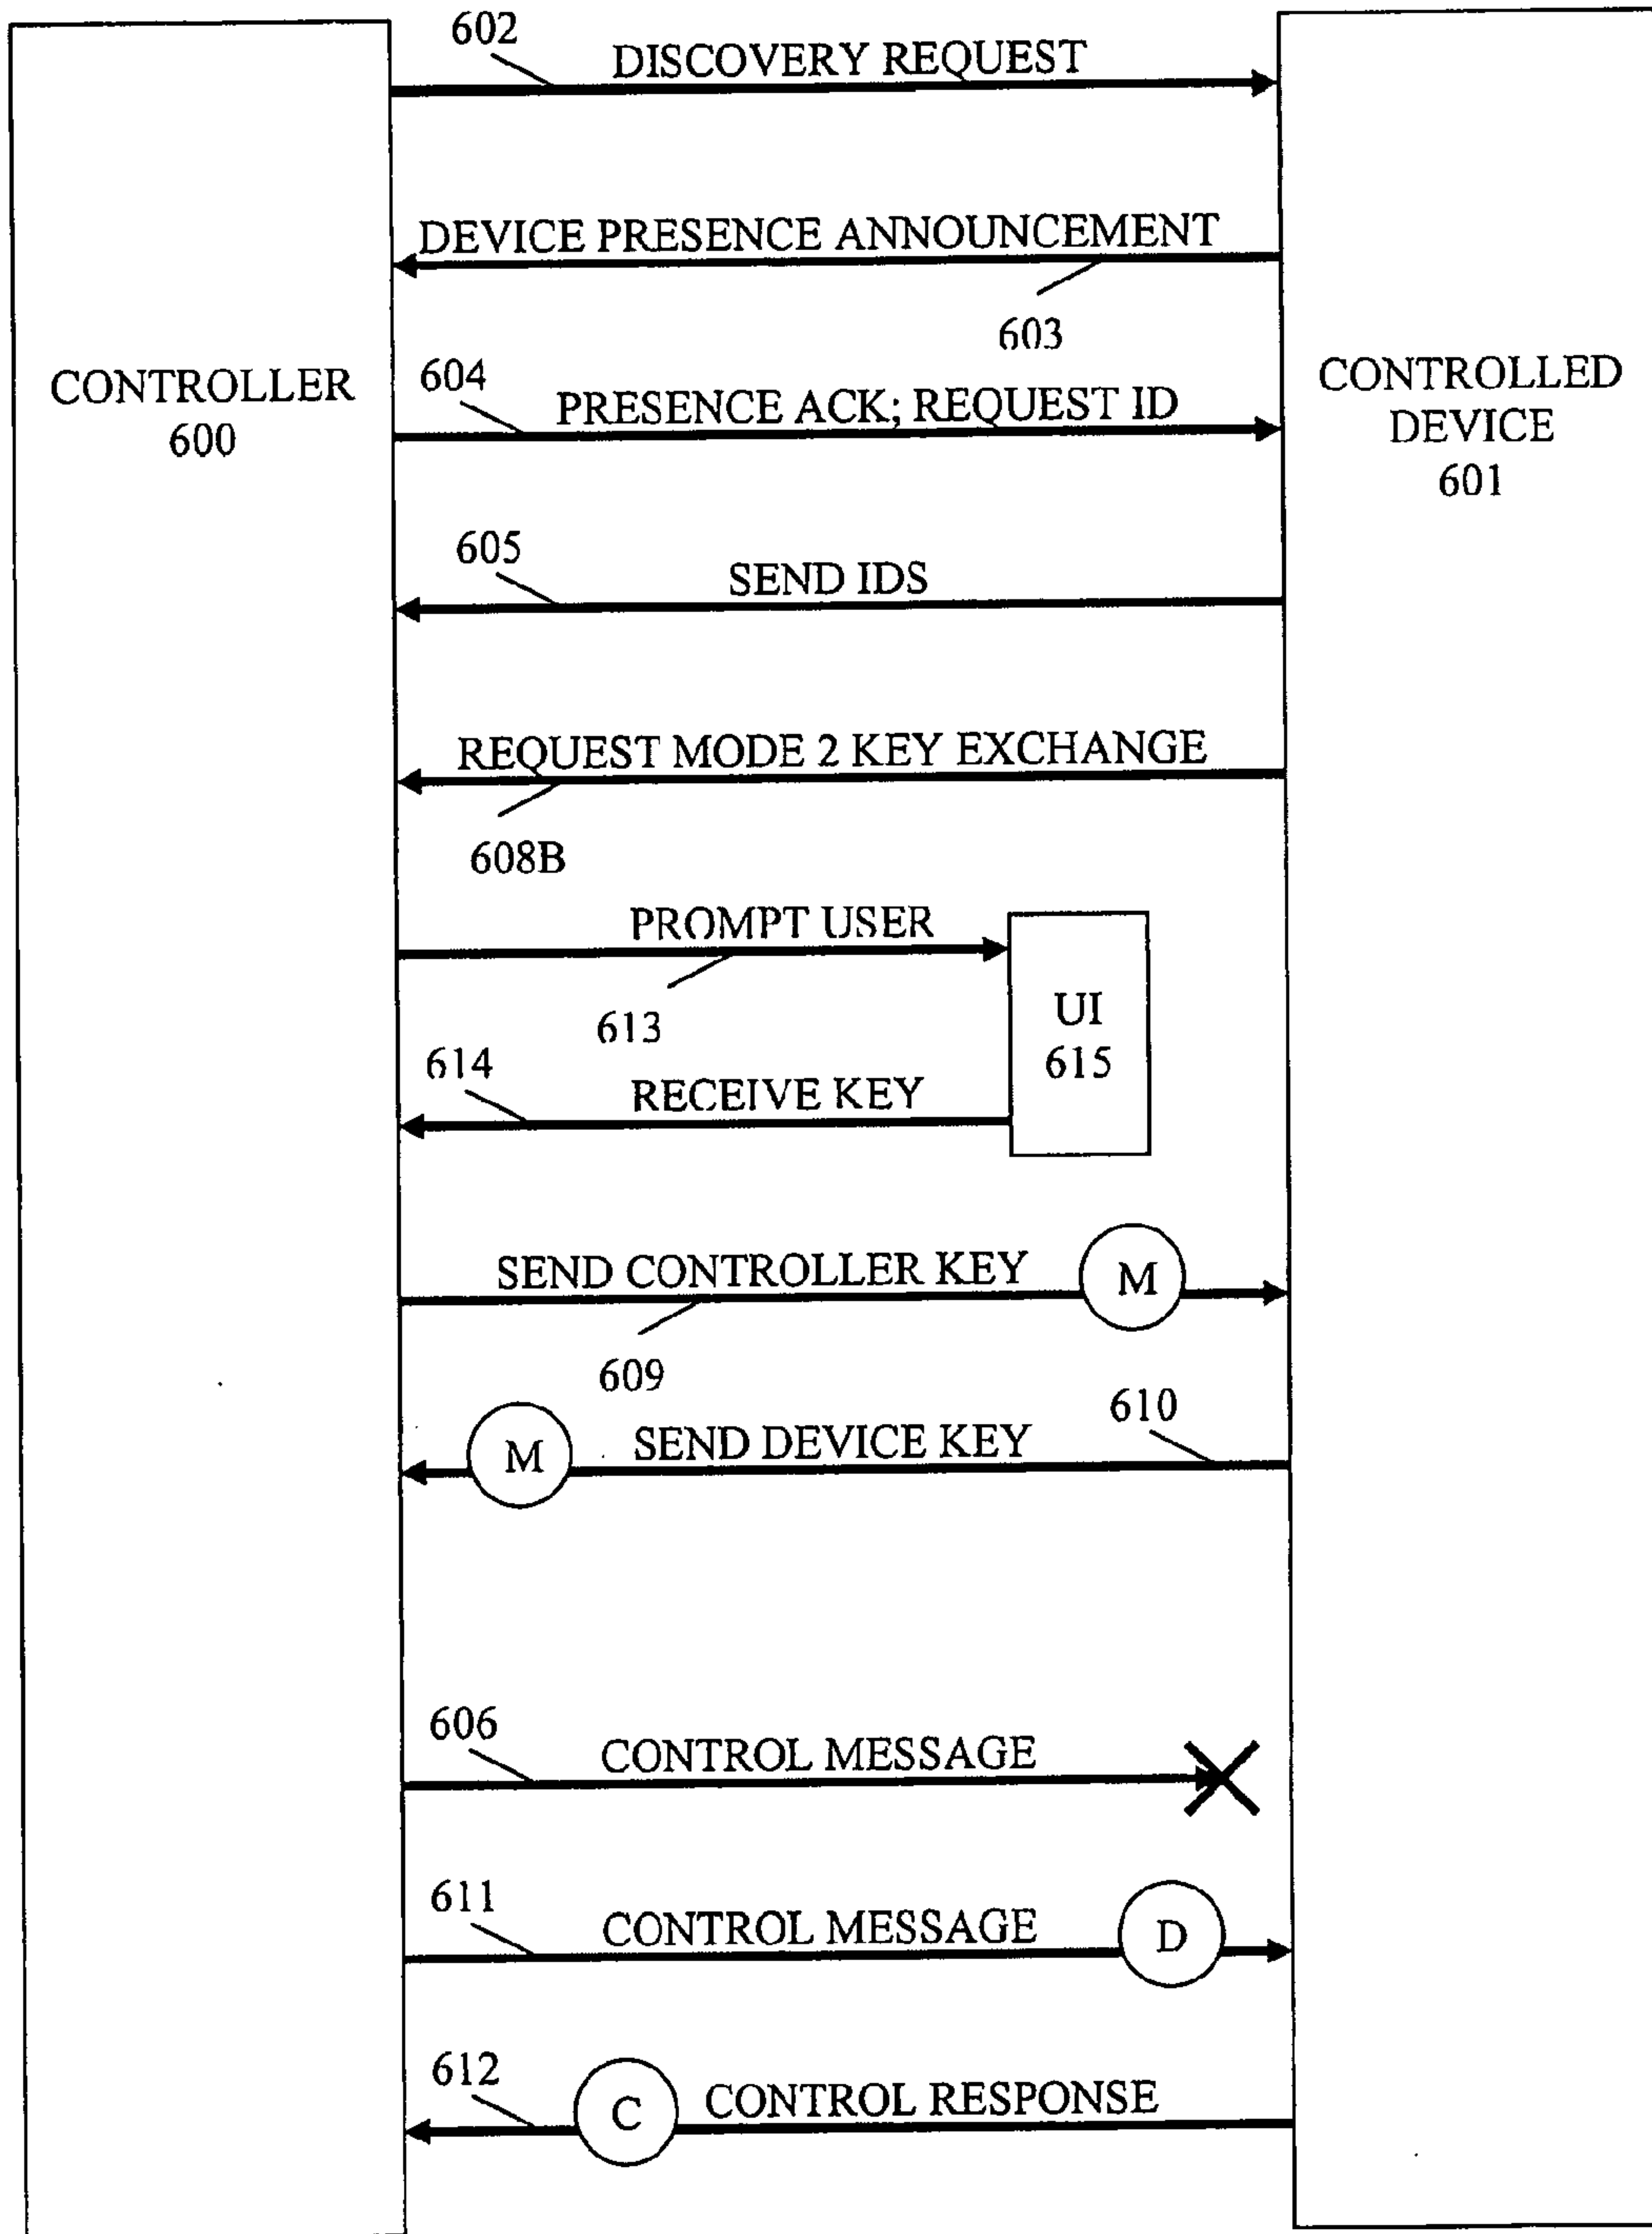 602
DISCOVERY REQUEST
DEVICE PRESENCE ANNOUNCEMENT
603
CONTROLLER
600
604
PRESENCE ACK; REQUEST ID
CONTROLLED
DEVICE
601
605
SEND IDS
REQUEST MODE 2 KEY EXCHANGE
608B
PROMPT USER
613
UI
615
614
RECEIVE KEY
SEND CONTROLLER KEY
M
609
610
M
SEND DEVICE KEY
606
CONTROL MESSAGE
611
CONTROL MESSAGE
D
612
C
CONTROL RESPONSE